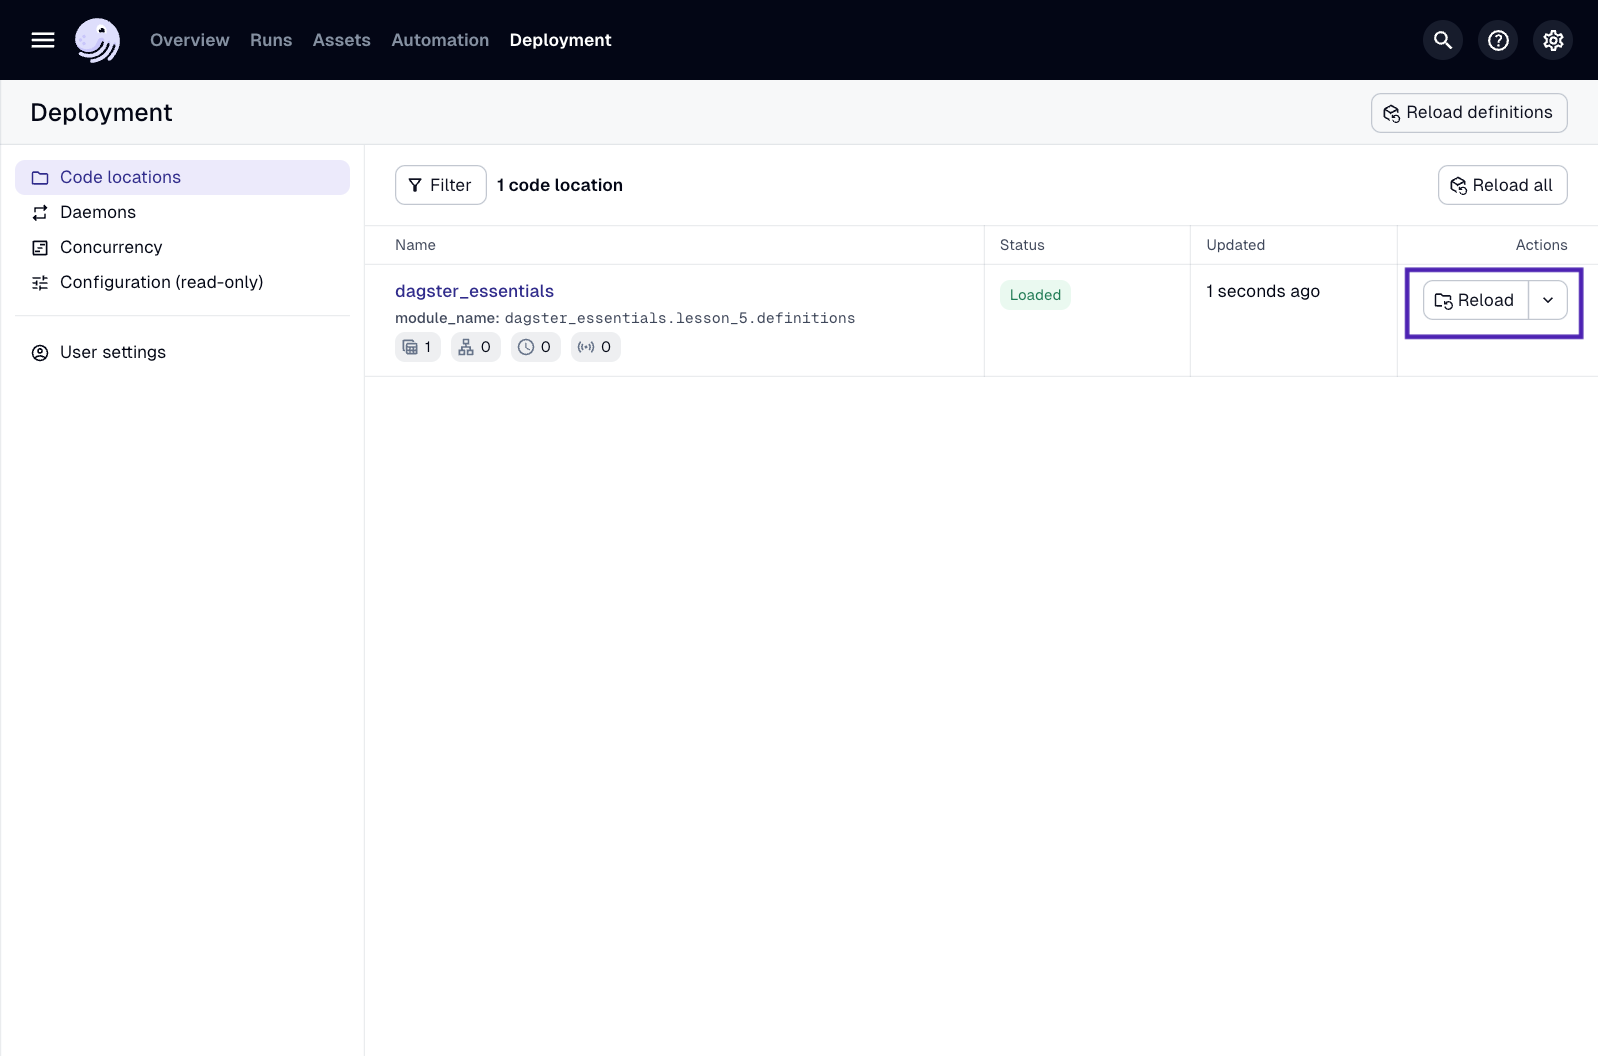 Overview Runs Assets Automation Deployment
Deployment
Reload definitions
Code locations
Daemons
Concurrency
Configuration (read-only)
User settings
Filter 1 code location Reload all
Name Status Updated Actions
dagster_essentials Loaded 1 seconds ago Reload
module_name: dagster_essentials.lesson_5.definitions
1 0 0 0